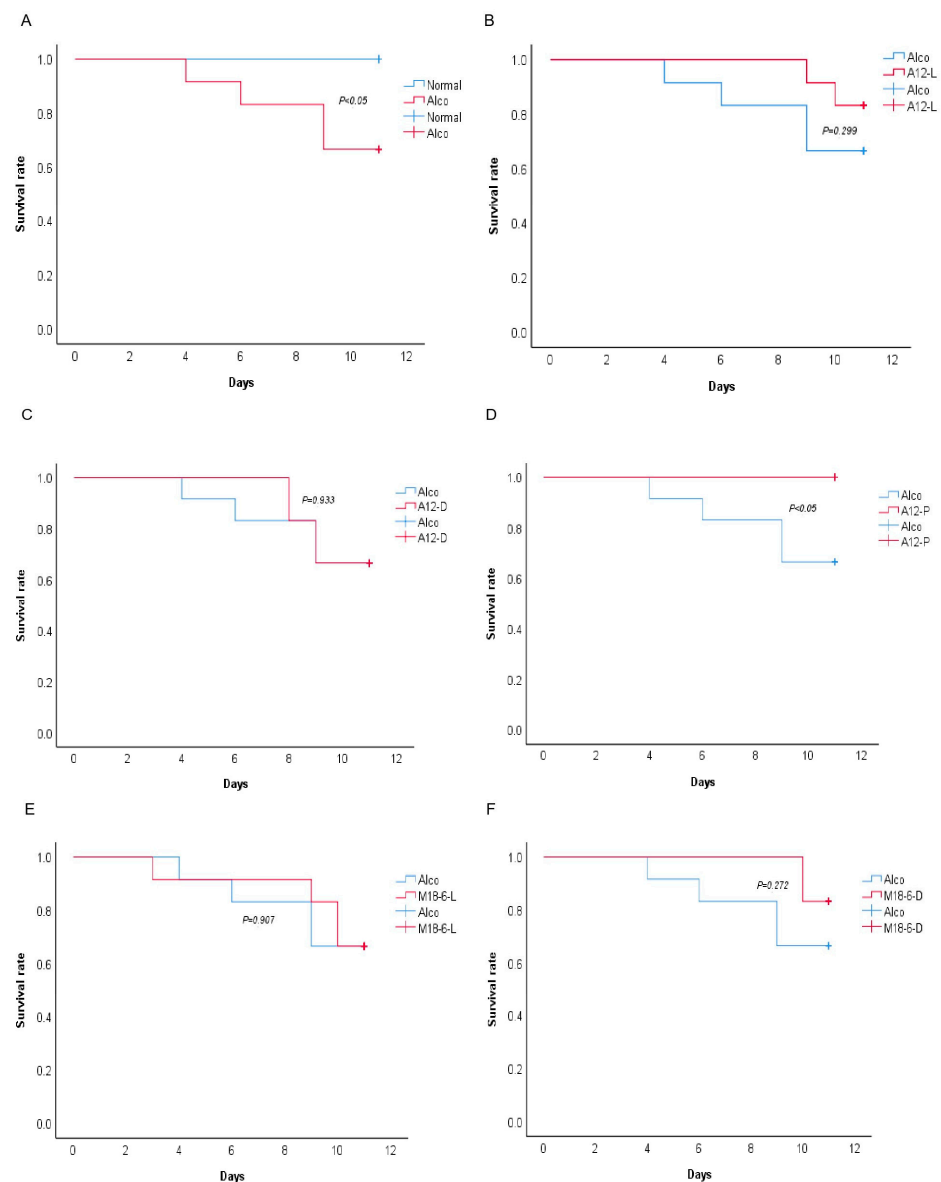 A
Survival rate
1.0
0.8
0.6
0.4
0.2
0.0
0 2 4 6 8 10 12
Days
P<0.05
Normal
Alco
Normal
Alco
B
Survival rate
1.0
0.8
0.6
0.4
0.2
0.0
0 2 4 6 8 10 12
Days
P=0.299
Alco
A12-L
Alco
A12-L
C
Survival rate
1.0
0.8
0.6
0.4
0.2
0.0
0 2 4 6 8 10 12
Days
P=0.933
Alco
A12-D
Alco
A12-D
D
Survival rate
1.0
0.8
0.6
0.4
0.2
0.0
0 2 4 6 8 10 12
Days
P<0.05
Alco
A12-P
Alco
A12-P
E
Survival rate
1.0
0.8
0.6
0.4
0.2
0.0
0 2 4 6 8 10 12
Days
P=0.907
Alco
M18-6-L
Alco
M18-6-L
F
Survival rate
1.0
0.8
0.6
0.4
0.2
0.0
0 2 4 6 8 10 12
Days
P=0.272
Alco
M18-6-D
Alco
M18-6-D